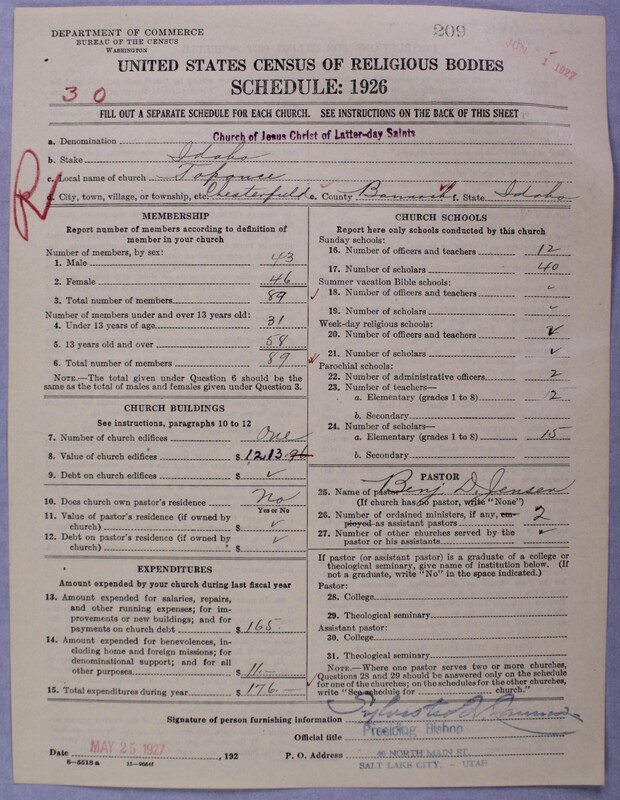 DEPARTMENT OF COMMERCE
BUREAU OF THE CENSUS
WASHINGTON
209
JUN 1 1927
UNITED STATES CENSUS OF RELIGIOUS BODIES
SCHEDULE: 1926
30
FILL OUT A SEPARATE SCHEDULE FOR EACH CHURCH. SEE INSTRUCTIONS ON THE BACK OF THIS SHEET
a. Denomination Church of Jesus Christ of Latter-day Saints
b. Stake Idaho
c. Local name of church Toponce
R
d. City, town, village, or township, etc. Chesterfield e. County Bannock f. State Idaho
MEMBERSHIP
Report number of members according to definition of
member in your church
Number of members, by sex:
1. Male 43
2. Female 46
3. Total number of members 89
Number of members under and over 13 years old:
4. Under 13 years of age 31
5. 13 years old and over 58
6. Total number of members 89
NOTE.—The total given under Question 6 should be
same as the total of males and females given under Question 3.
CHURCH BUILDINGS
See instructions, paragraphs 10 to 12
7. Number of church edifices One
8. Value of church edifices $ 1213.96
9. Debt on church edifices $ ✓
10. Does church own pastor's residence No
Yes or No
11. Value of pastor's residence (if owned by
church) $ ✓
12. Debt on pastor's residence (if owned by
church) $ ✓
EXPENDITURES
Amount expended by your church during last fiscal year
13. Amount expended for salaries, repairs,
and other running expenses; for im-
provements or new buildings; and for
payments on church debt $ 165.
14. Amount expended for benevolences, in-
cluding home and foreign missions; for
denominational support; and for all
other purposes $ 11 —
15. Total expenditures during year $ 176.—
CHURCH SCHOOLS
Report here only schools conducted by this church
Sunday schools:
16. Number of officers and teachers 12
17. Number of scholars 40
Summer vacation Bible schools:
18. Number of officers and teachers ✓
19. Number of scholars ✓
Week-day religious schools:
20. Number of officers and teachers ✓
21. Number of scholars ✓
Parochial schools:
22. Number of administrative officers 2
23. Number of teachers—
a. Elementary (grades 1 to 8) 2
b. Secondary
24. Number of scholars—
a. Elementary (grades 1 to 8) 15
b. Secondary
PASTOR
25. Name of pastor Benj. D. Jensen
(If church has no pastor, write "None")
26. Number of ordained ministers, if any, em-
ployed as assistant pastors 2
27. Number of other churches served by the
pastor or his assistants ✓
If pastor (or assistant pastor) is a graduate of a college or
theological seminary, give name of institution below. (If
not a graduate, write "No" in the space indicated.)
Pastor:
28. College
29. Theological seminary
Assistant pastor:
30. College
31. Theological seminary
NOTE.—Where one pastor serves two or more churches,
Questions 28 and 29 should be answered only on the schedule
for one of the churches; on the schedules for the other churches,
write "See schedule for church."
Signature of person furnishing information Sylvester Q. Cannon
Official title Presiding Bishop
Date MAY 25 1927, 192 P. O. Address 40 NORTH MAIN ST.
SALT LAKE CITY, - UTAH